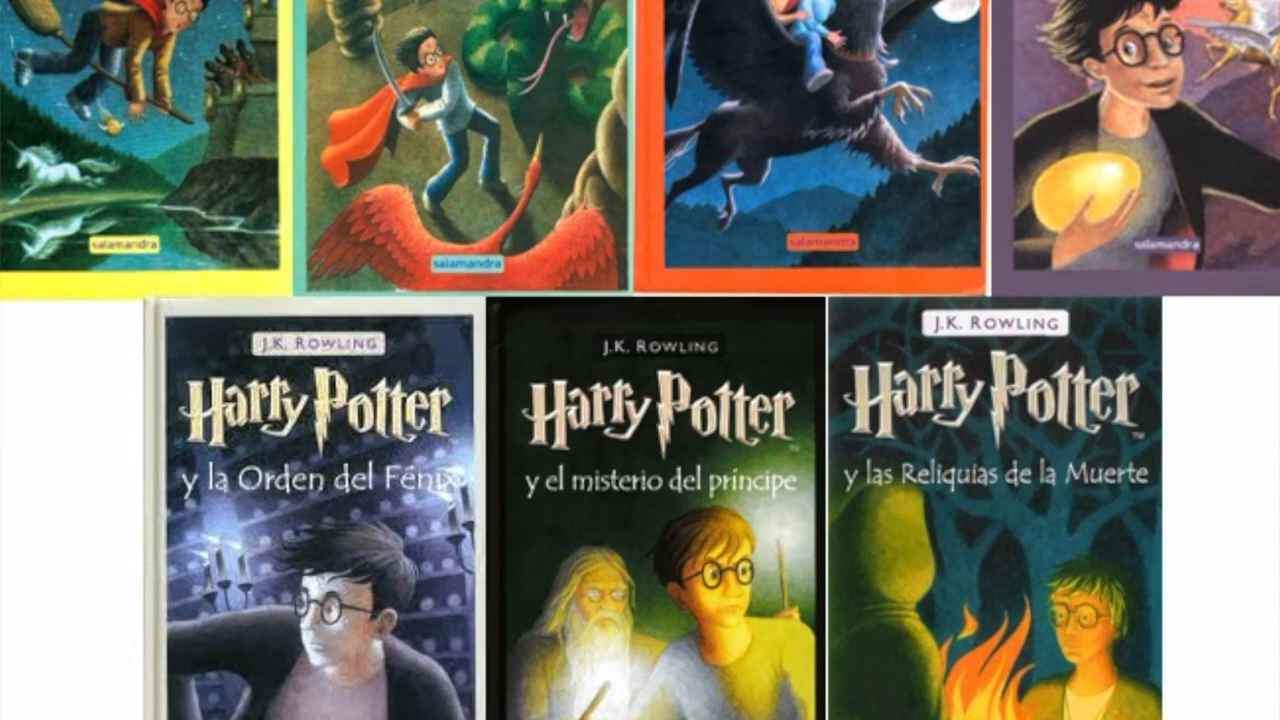 salamandra
salamandra
salamandra
salamandra
J.K. ROWLING
Harry Potter
y la Orden del Fénix
J.K. ROWLING
Harry Potter
y el misterio del príncipe
J.K. ROWLING
Harry Potter
y las Reliquias de la Muerte